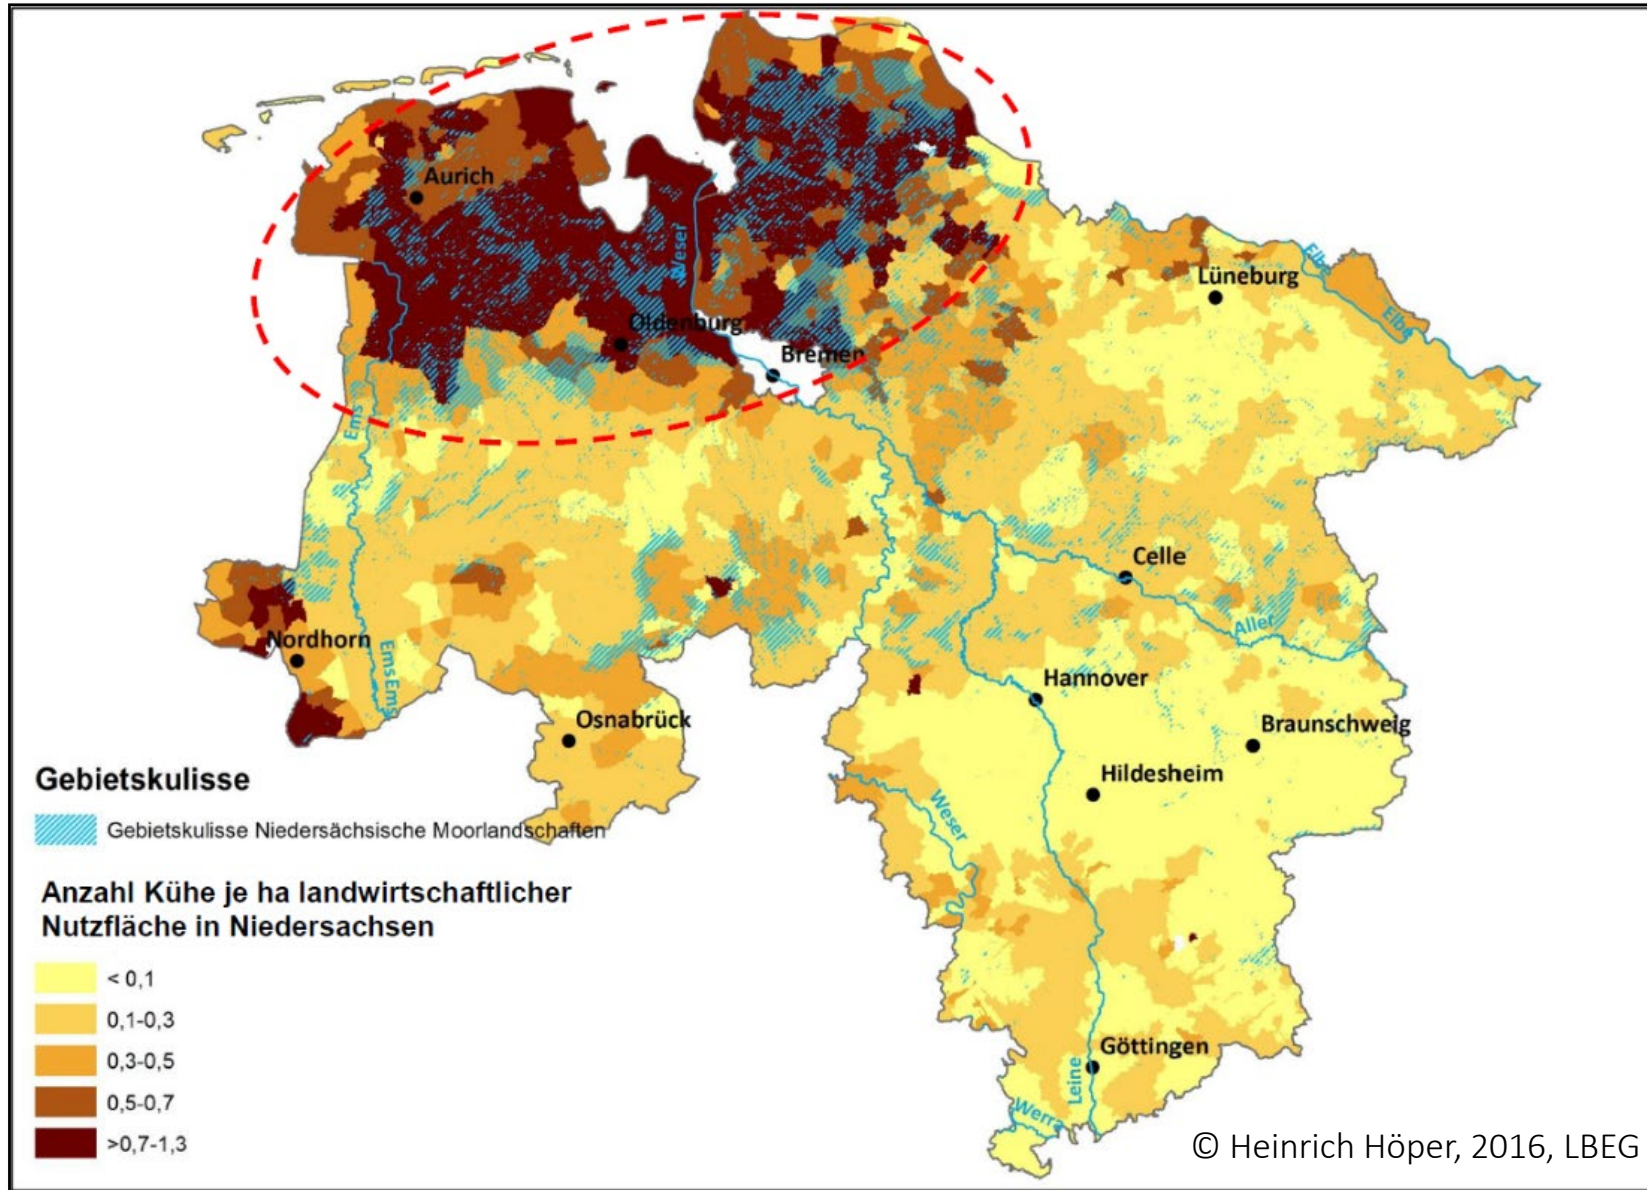 Aurich
Weser
Oldenburg
Bremen
Lüneburg
Elbe
Elbe
Ems
Celle
Aller
Nordhorn
EmsEms
Hannover
Osnabrück
Braunschweig
Hildesheim
Weser
Göttingen
Leine
Werra
Gebietskulisse
Gebietskulisse Niedersächsische Moorlandschaften
Anzahl Kühe je ha landwirtschaftlicher
Nutzfläche in Niedersachsen
< 0,1
0,1-0,3
0,3-0,5
0,5-0,7
>0,7-1,3
© Heinrich Höper, 2016, LBEG